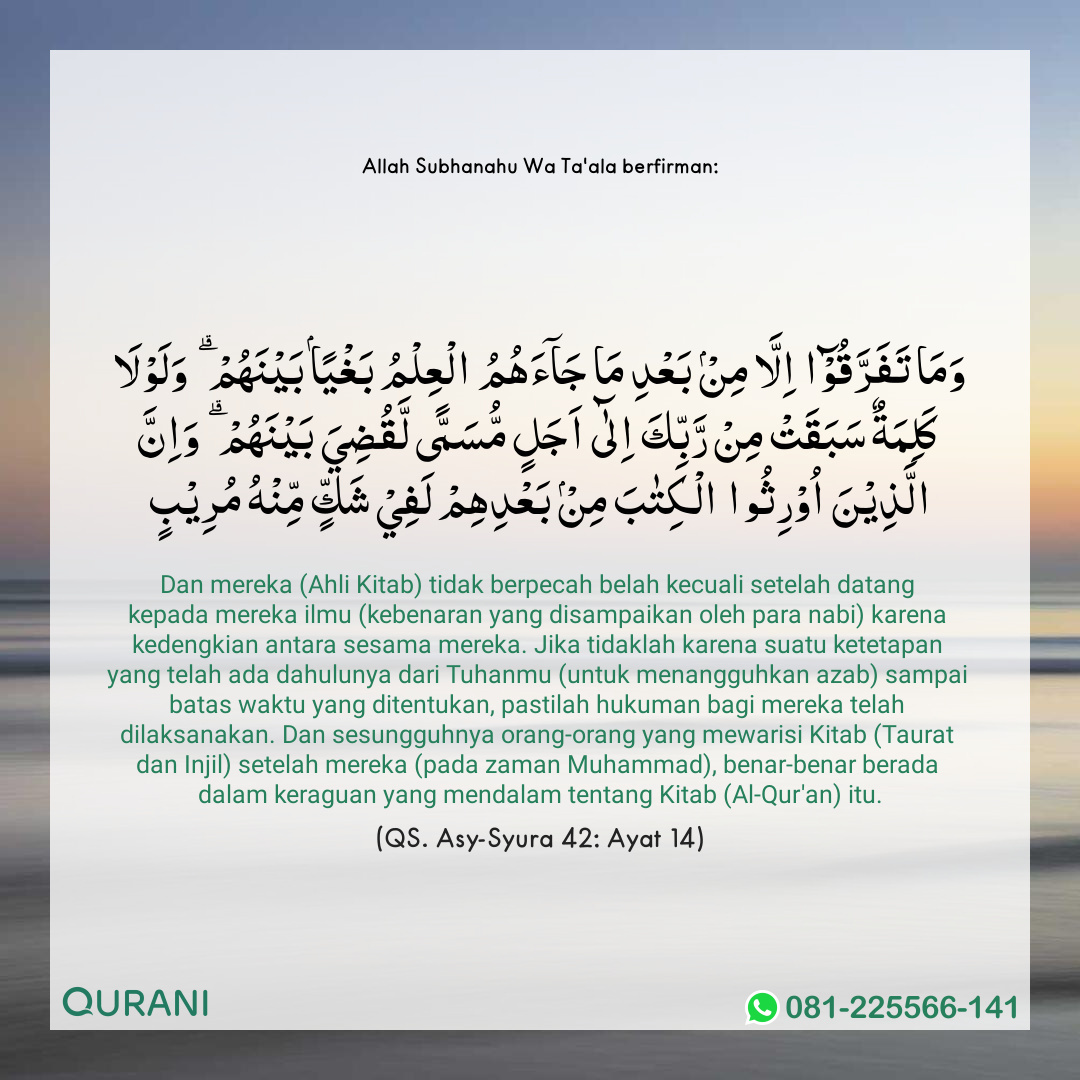 Allah Subhanahu Wa Ta'ala berfirman:
وَمَا تَفَرَّقُوْٓا اِلَّا مِنْۢ بَعْدِ مَا جَاۤءَهُمُ الْعِلْمُ بَغْيًاۢ بَيْنَهُمْۗ وَلَوْلَا
كَلِمَةٌ سَبَقَتْ مِنْ رَّبِّكَ اِلٰٓى اَجَلٍ مُّسَمًّى لَّقُضِيَ بَيْنَهُمْۗ وَاِنَّ
الَّذِيْنَ اُوْرِثُوا الْكِتٰبَ مِنْۢ بَعْدِهِمْ لَفِيْ شَكٍّ مِّنْهُ مُرِيْبٍ
Dan mereka (Ahli Kitab) tidak berpecah belah kecuali setelah datang
kepada mereka ilmu (kebenaran yang disampaikan oleh para nabi) karena
kedengkian antara sesama mereka. Jika tidaklah karena suatu ketetapan
yang telah ada dahulunya dari Tuhanmu (untuk menangguhkan azab) sampai
batas waktu yang ditentukan, pastilah hukuman bagi mereka telah
dilaksanakan. Dan sesungguhnya orang-orang yang mewarisi Kitab (Taurat
dan Injil) setelah mereka (pada zaman Muhammad), benar-benar berada
dalam keraguan yang mendalam tentang Kitab (Al-Qur'an) itu.
(QS. Asy-Syura 42: Ayat 14)
QURANI
081-225566-141